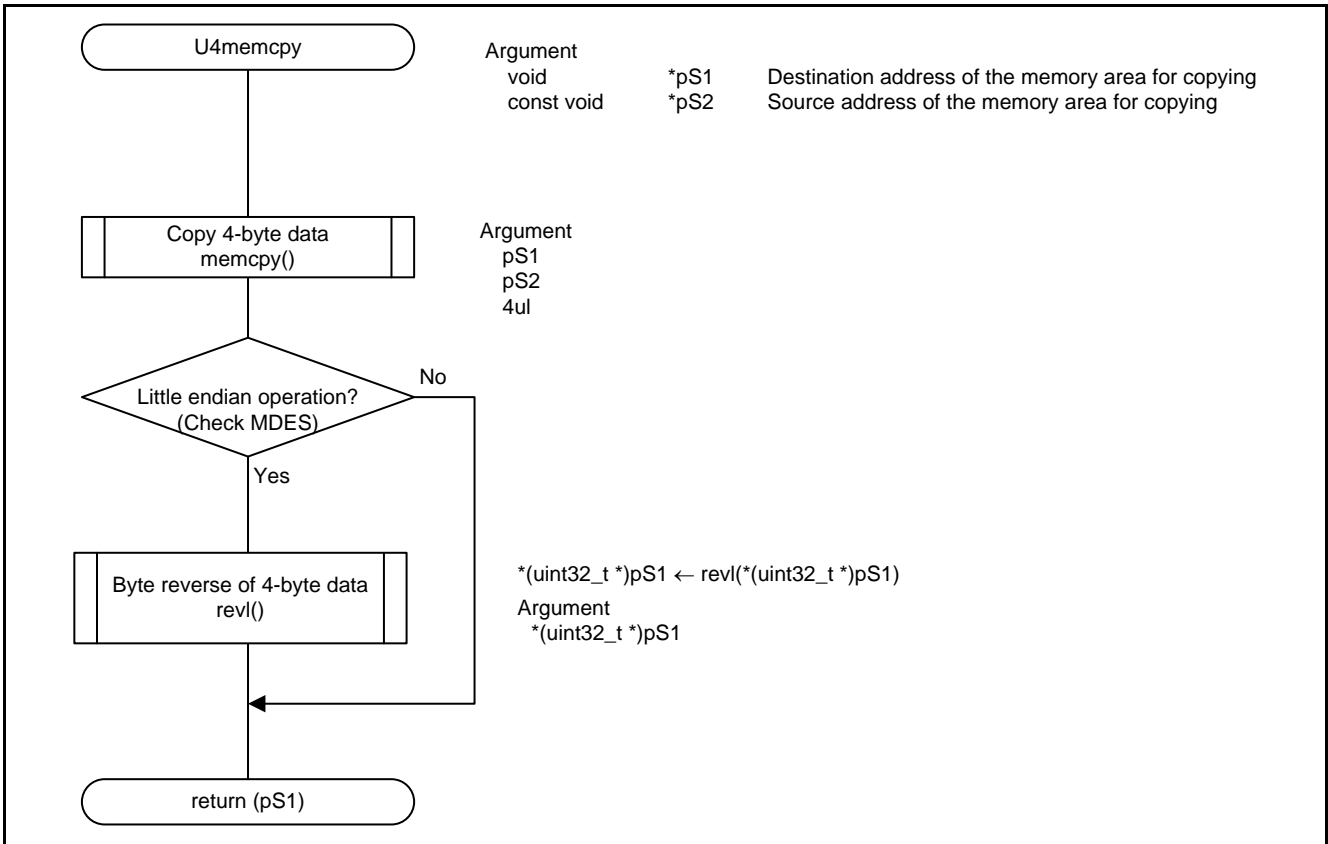 U4memcpy
Argument
void *pS1 Destination address of the memory area for copying
const void *pS2 Source address of the memory area for copying
Copy 4-byte data
memcpy()
Argument
pS1
pS2
4ul
Little endian operation?
(Check MDES)
No
Yes
Byte reverse of 4-byte data
revl()
*(uint32_t *)pS1 ← revl(*(uint32_t *)pS1)
Argument
*(uint32_t *)pS1
return (pS1)